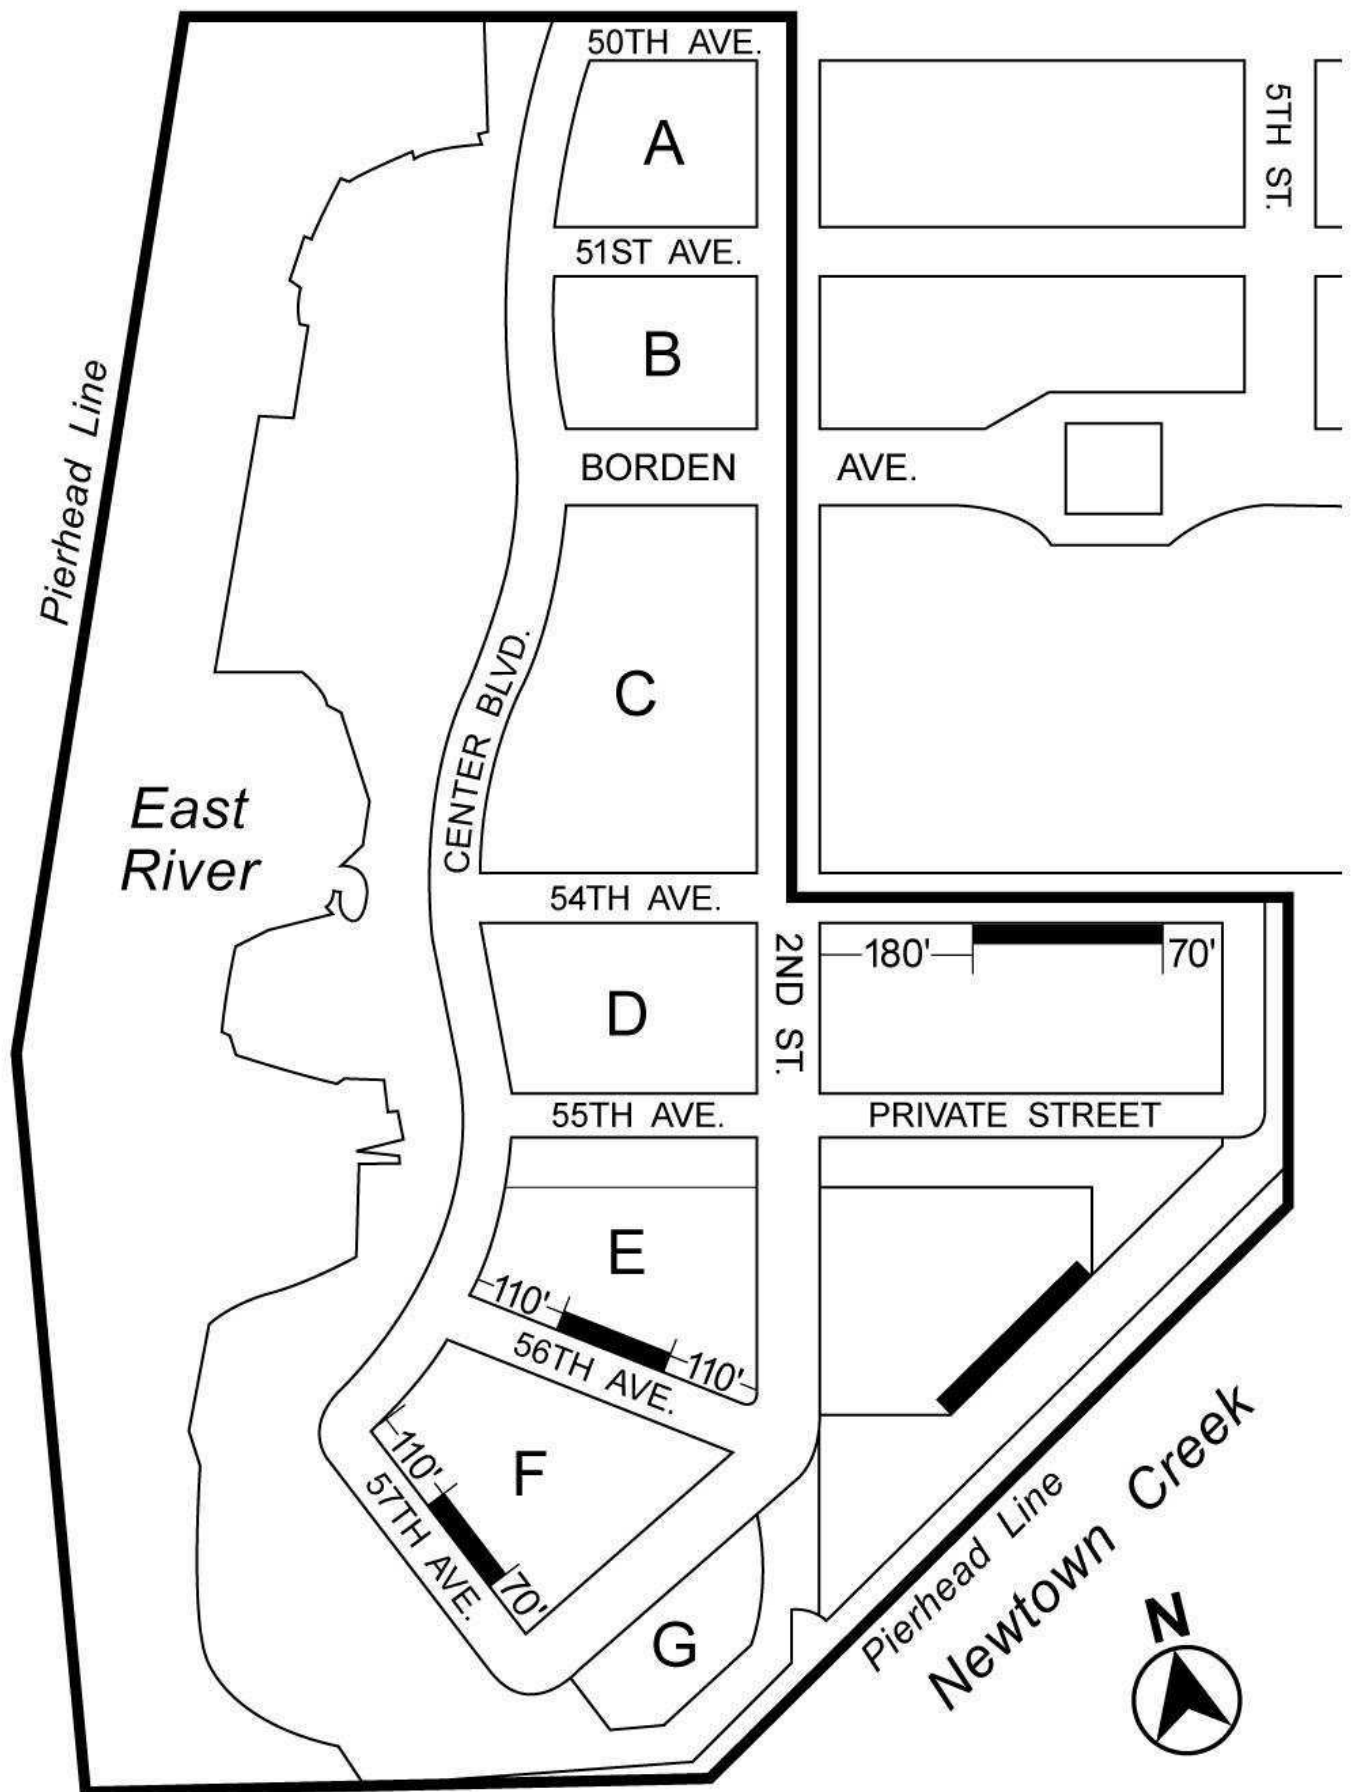 50TH AVE.
A
5TH ST.
51ST AVE.
B
Pierhead Line
BORDEN AVE.
CENTER BLVD.
C
East
River
54TH AVE.
2ND ST.
180'
70'
D
55TH AVE.
PRIVATE STREET
E
110'
110'
56TH AVE.
F
110'
70'
57TH AVE.
G
Pierhead Line
Newtown Creek
N